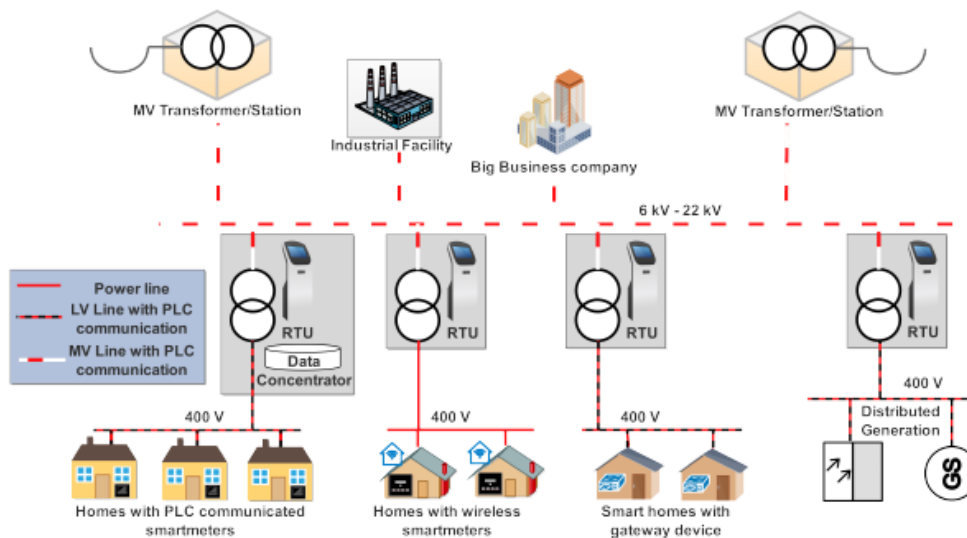 MV Transformer/Station
MV Transformer/Station
Industrial Facility
Big Business company
6 kV - 22 kV
Power line
LV Line with PLC
communication
MV Line with PLC
communication
RTU
Data
Concentrator
RTU
RTU
RTU
400 V
400 V
400 V
400 V
Distributed
Generation
GS
Homes with PLC communicated
smartmeters
Homes with wireless
smartmeters
Smart homes with
gateway device